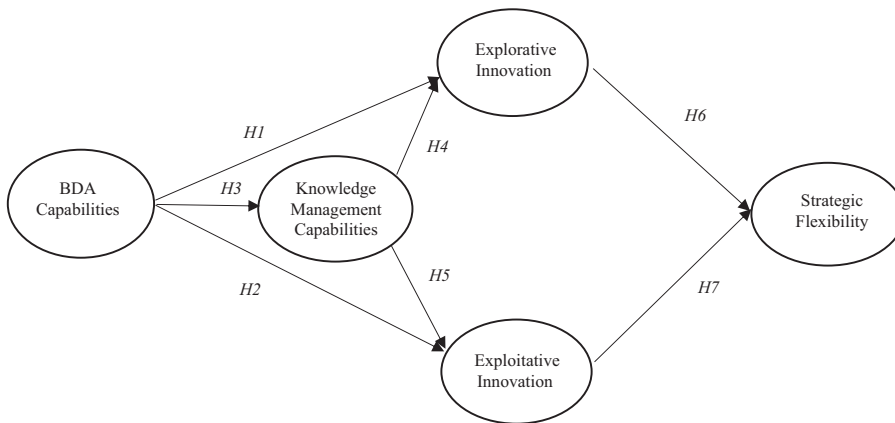 Explorative
Innovation
H1
H4
H6
BDA
Capabilities
H3
Knowledge
Management
Capabilities
Strategic
Flexibility
H2
H5
H7
Exploitative
Innovation